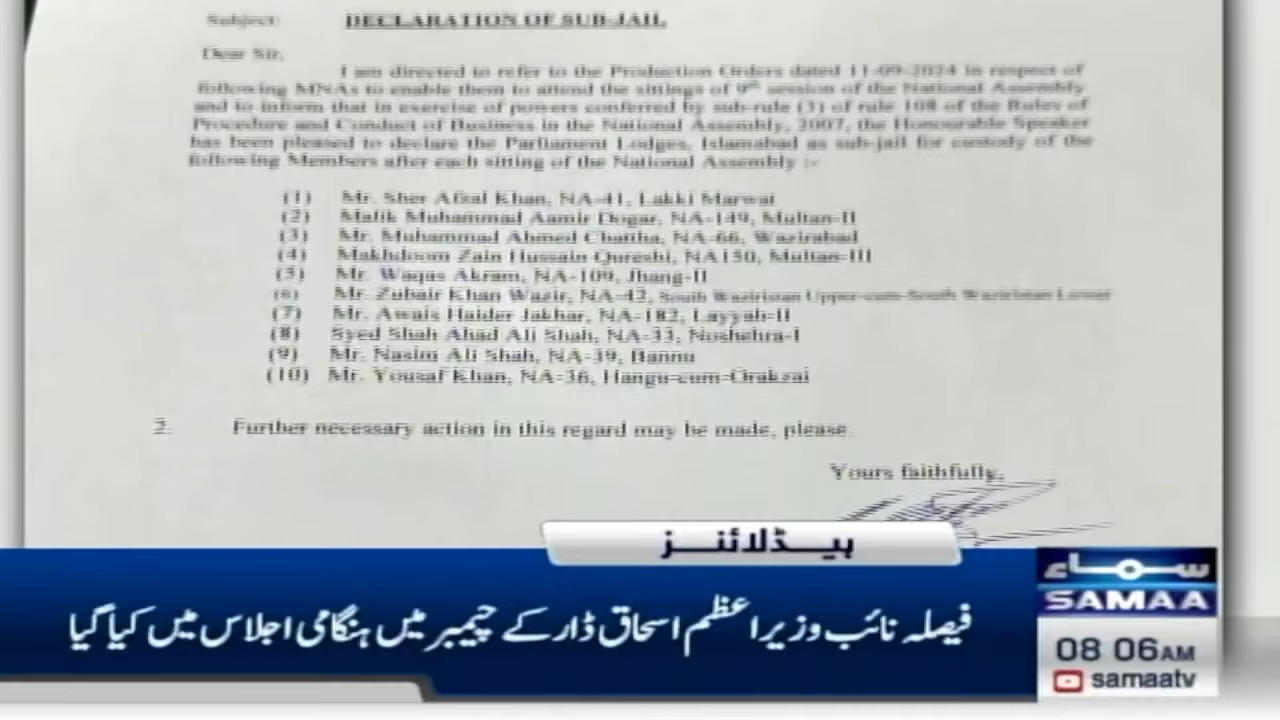 Subject: DECLARATION OF SUB-JAIL
Dear Sir,
I am directed to refer to the Production Orders dated 11-09-2024 in respect of
following MNAs to enable them to attend the sittings of 9th session of the National Assembly
and to inform that in exercise of powers conferred by sub-rule (3) of rule 108 of the Rules of
Procedure and Conduct of Business in the National Assembly, 2007, the Honourable Speaker
has been pleased to declare the Parliament Lodges, Islamabad as sub-jail for custody of the
following Members after each sitting of the National Assembly :-
(1) Mr. Sher Afzal Khan, NA-41, Lakki Marwat
(2) Malik Muhammad Aamir Dogar, NA-149, Multan-II
(3) Mr. Muhammad Ahmed Chattha, NA-66, Wazirabad
(4) Makhdoom Zain Hussain Qureshi, NA150, Multan-III
(5) Mr. Waqas Akram, NA-109, Jhang-II
(6) Mr. Zubair Khan Wazir, NA-42, South Waziristan Upper-cum-South Waziristan Lower
(7) Mr. Awais Haider Jakhar, NA-182, Layyah-II
(8) Syed Shah Ahad Ali Shah, NA-33, Noshehra-I
(9) Mr. Nasim Ali Shah, NA-39, Bannu
(10) Mr. Yousaf Khan, NA-36, Hangu-cum-Orakzai
2. Further necessary action in this regard may be made, please.
Yours faithfully,
ہیڈلائنز
فیصلہ نائب وزیراعظم اسحاق ڈار کے چیمبر میں ہنگامی اجلاس میں کیا گیا
سماء
SAMAA
08 06AM
samaatv